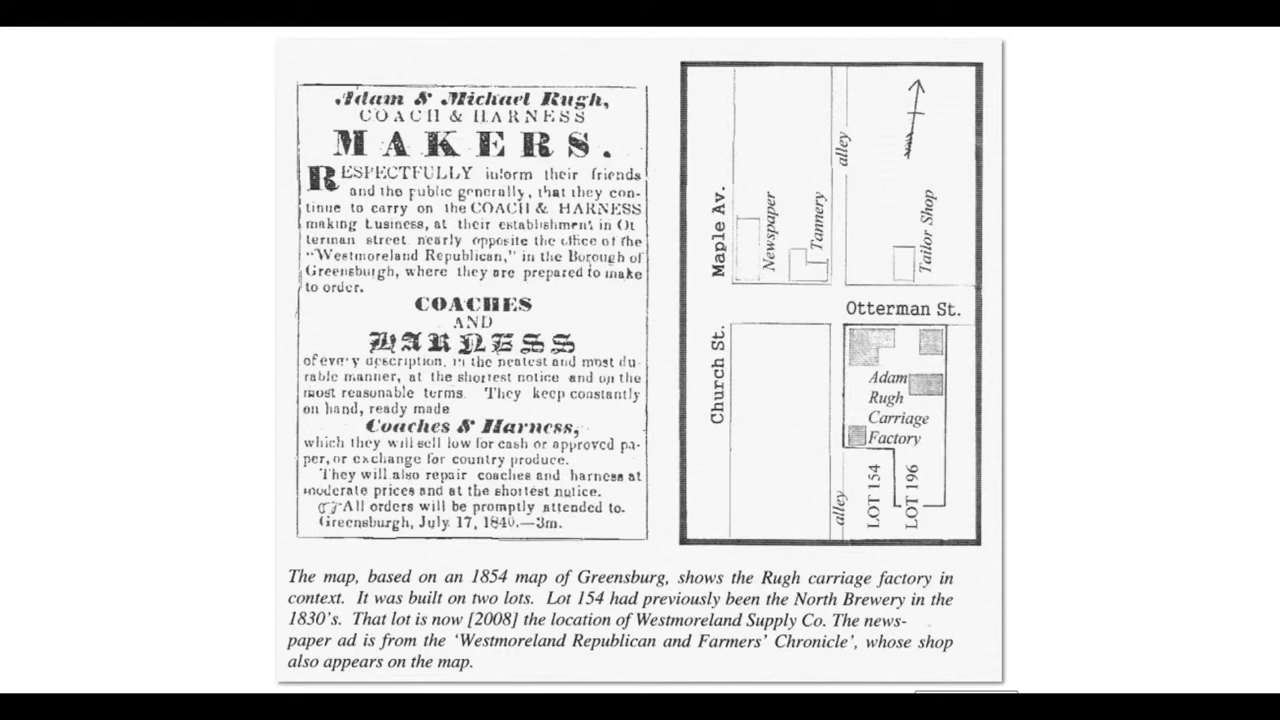 Adam & Michael Rugh,
COACH & HARNESS
MAKERS.
RESPECTFULLY inform their friends
and the public generally, that they con-
tinue to carry on the COACH & HARNESS
making business, at their establishment in Ot
terman street nearly opposite the office of the
"Westmoreland Republican," in the Borough of
Greensburgh, where they are prepared to make
to order.
COACHES
AND
HARNESS
of every description, in the neatest and most du-
rable manner, at the shortest notice and on the
most reasonable terms. They keep constantly
on hand, ready made
Coaches & Harness,
which they will sell low for cash or approved pa-
per, or exchange for country produce.
They will also repair coaches and harness at
moderate prices and at the shortest notice.
☞All orders will be promptly attended to.
Greensburgh, July 17, 1840.—3m.
Maple Av.
Newspaper
Tannery
alley
Tailor Shop
Otterman St.
Church St.
Adam
Rugh
Carriage
Factory
alley
LOT 154
LOT 196
The map, based on an 1854 map of Greensburg, shows the Rugh carriage factory in
context. It was built on two lots. Lot 154 had previously been the North Brewery in the
1830's. That lot is now [2008] the location of Westmoreland Supply Co. The news-
paper ad is from the 'Westmoreland Republican and Farmers' Chronicle', whose shop
also appears on the map.